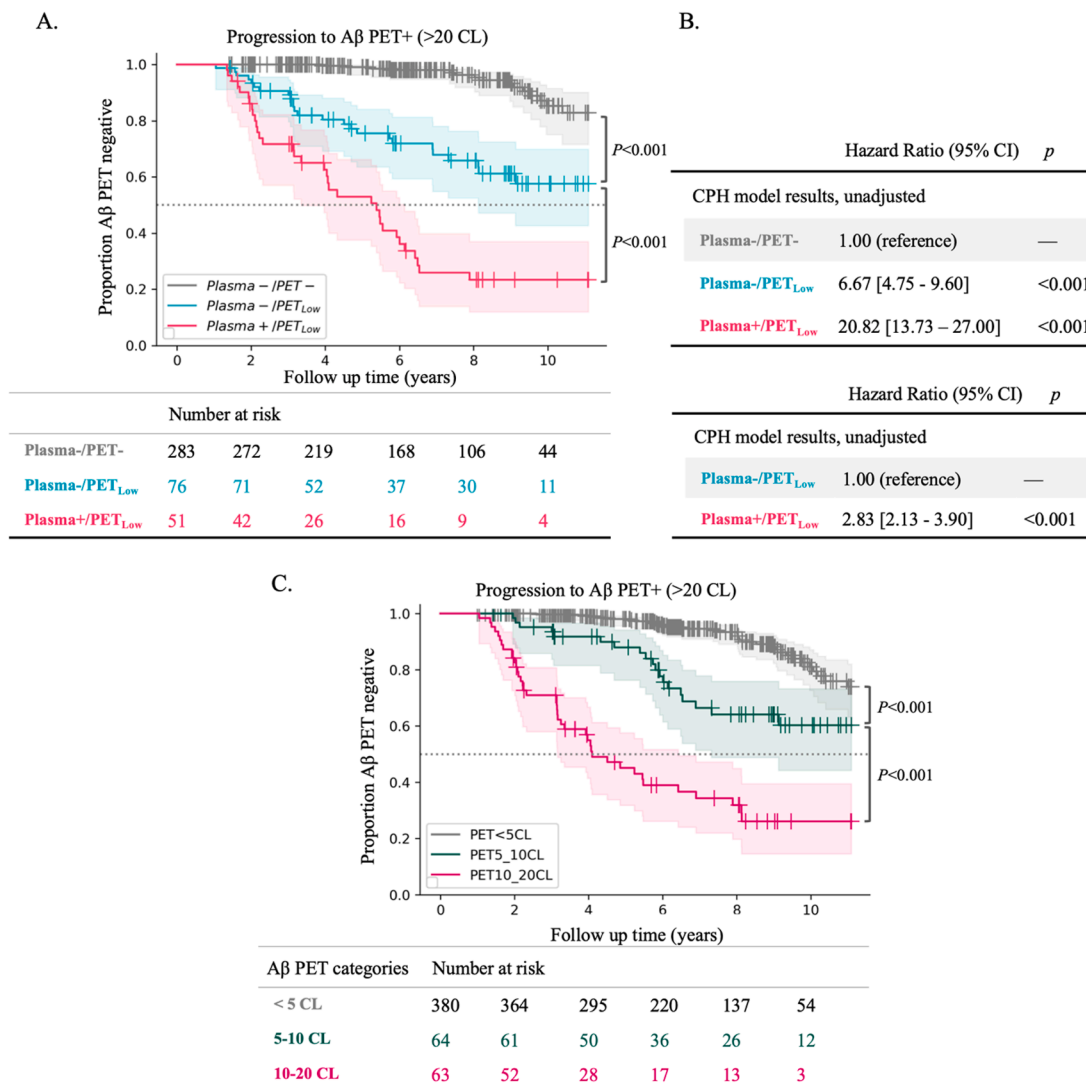 A.
Progression to Aβ PET+ (>20 CL)
Proportion Aβ PET negative
1.0
0.8
0.6
0.4
0.2
0.0
P<0.001
P<0.001
Plasma − /PET −
Plasma − /PETLow
Plasma + /PETLow
0 2 4 6 8 10
Follow up time (years)
Number at risk
Plasma-/PET- 283 272 219 168 106 44
Plasma-/PETLow 76 71 52 37 30 11
Plasma+/PETLow 51 42 26 16 9 4
B.
Hazard Ratio (95% CI) p
CPH model results, unadjusted
Plasma-/PET- 1.00 (reference) —
Plasma-/PETLow 6.67 [4.75 - 9.60] <0.001
Plasma+/PETLow 20.82 [13.73 – 27.00] <0.001
Hazard Ratio (95% CI) p
CPH model results, unadjusted
Plasma-/PETLow 1.00 (reference) —
Plasma+/PETLow 2.83 [2.13 - 3.90] <0.001
C.
Progression to Aβ PET+ (>20 CL)
Proportion Aβ PET negative
1.0
0.8
0.6
0.4
0.2
0.0
P<0.001
P<0.001
PET<5CL
PET5_10CL
PET10_20CL
0 2 4 6 8 10
Follow up time (years)
Aβ PET categories Number at risk
< 5 CL 380 364 295 220 137 54
5-10 CL 64 61 50 36 26 12
10-20 CL 63 52 28 17 13 3